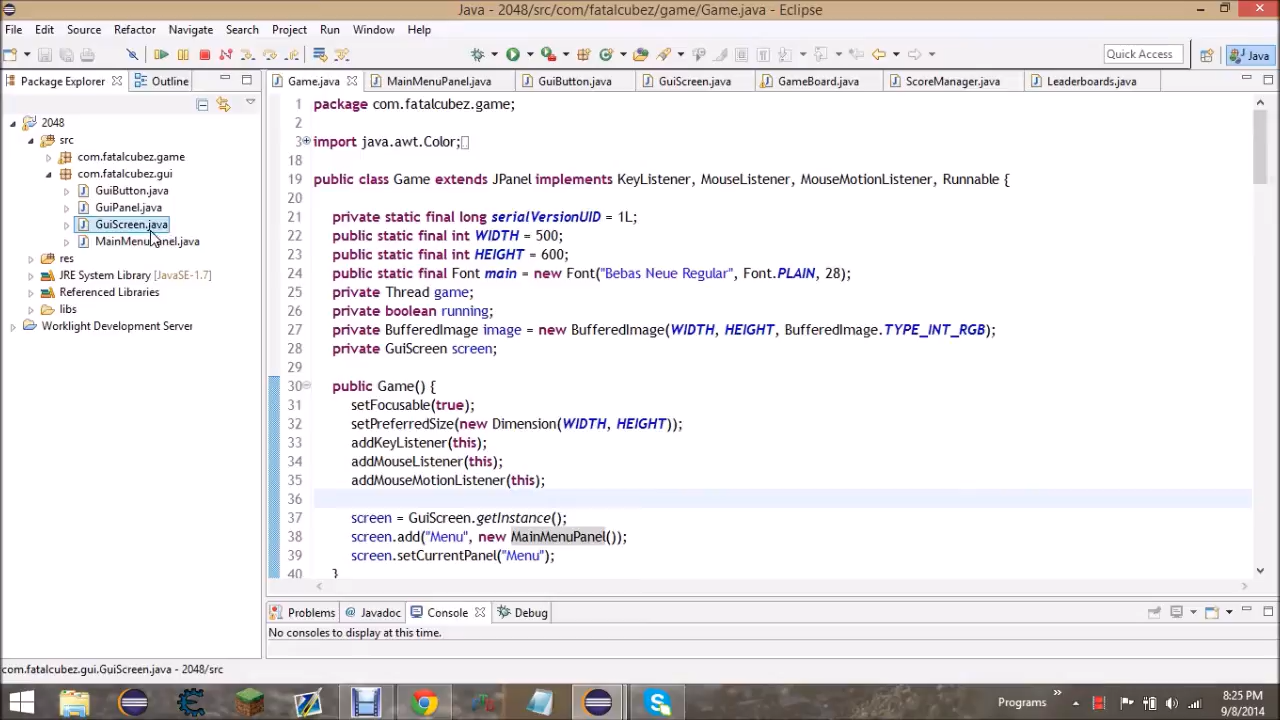 Java - 2048/src/com/fatalcubez/game/Game.java - Eclipse
File Edit Source Refactor Navigate Search Project Run Window Help
Quick Access Java
Package Explorer Outline
Game.java MainMenuPanel.java GuiButton.java GuiScreen.java GameBoard.java ScoreManager.java Leaderboards.java
2048
src
com.fatalcubez.game
com.fatalcubez.gui
GuiButton.java
GuiPanel.java
GuiScreen.java
MainMenuPanel.java
res
JRE System Library [JavaSE-1.7]
Referenced Libraries
libs
Worklight Development Server
1 package com.fatalcubez.game;
2
3 import java.awt.Color;
18
19 public class Game extends JPanel implements KeyListener, MouseListener, MouseMotionListener, Runnable {
20
21 private static final long serialVersionUID = 1L;
22 public static final int WIDTH = 500;
23 public static final int HEIGHT = 600;
24 public static final Font main = new Font("Bebas Neue Regular", Font.PLAIN, 28);
25 private Thread game;
26 private boolean running;
27 private BufferedImage image = new BufferedImage(WIDTH, HEIGHT, BufferedImage.TYPE_INT_RGB);
28 private GuiScreen screen;
29
30 public Game() {
31 setFocusable(true);
32 setPreferredSize(new Dimension(WIDTH, HEIGHT));
33 addKeyListener(this);
34 addMouseListener(this);
35 addMouseMotionListener(this);
36
37 screen = GuiScreen.getInstance();
38 screen.add("Menu", new MainMenuPanel());
39 screen.setCurrentPanel("Menu");
40 }
Problems @ Javadoc Console Debug
No consoles to display at this time.
com.fatalcubez.gui.GuiScreen.java - 2048/src
Programs »
8:25 PM
9/8/2014